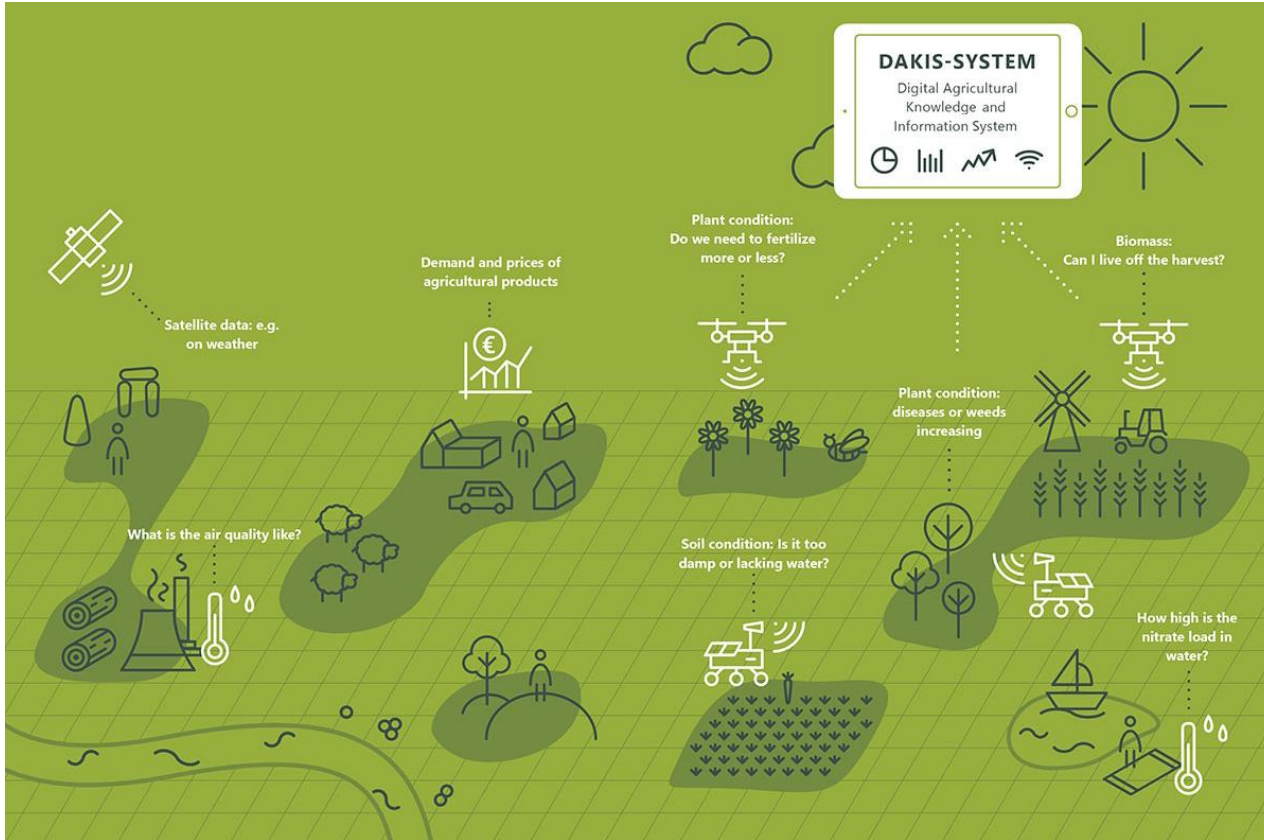 DAKIS-SYSTEM
Digital Agricultural
Knowledge and
Information System
Plant condition:
Do we need to fertilize
more or less?
Biomass:
Can I live off the harvest?
Demand and prices of
agricultural products
€
Satellite data: e.g.
on weather
Plant condition:
diseases or weeds
increasing
What is the air quality like?
Soil condition: Is it too
damp or lacking water?
How high is the
nitrate load in
water?